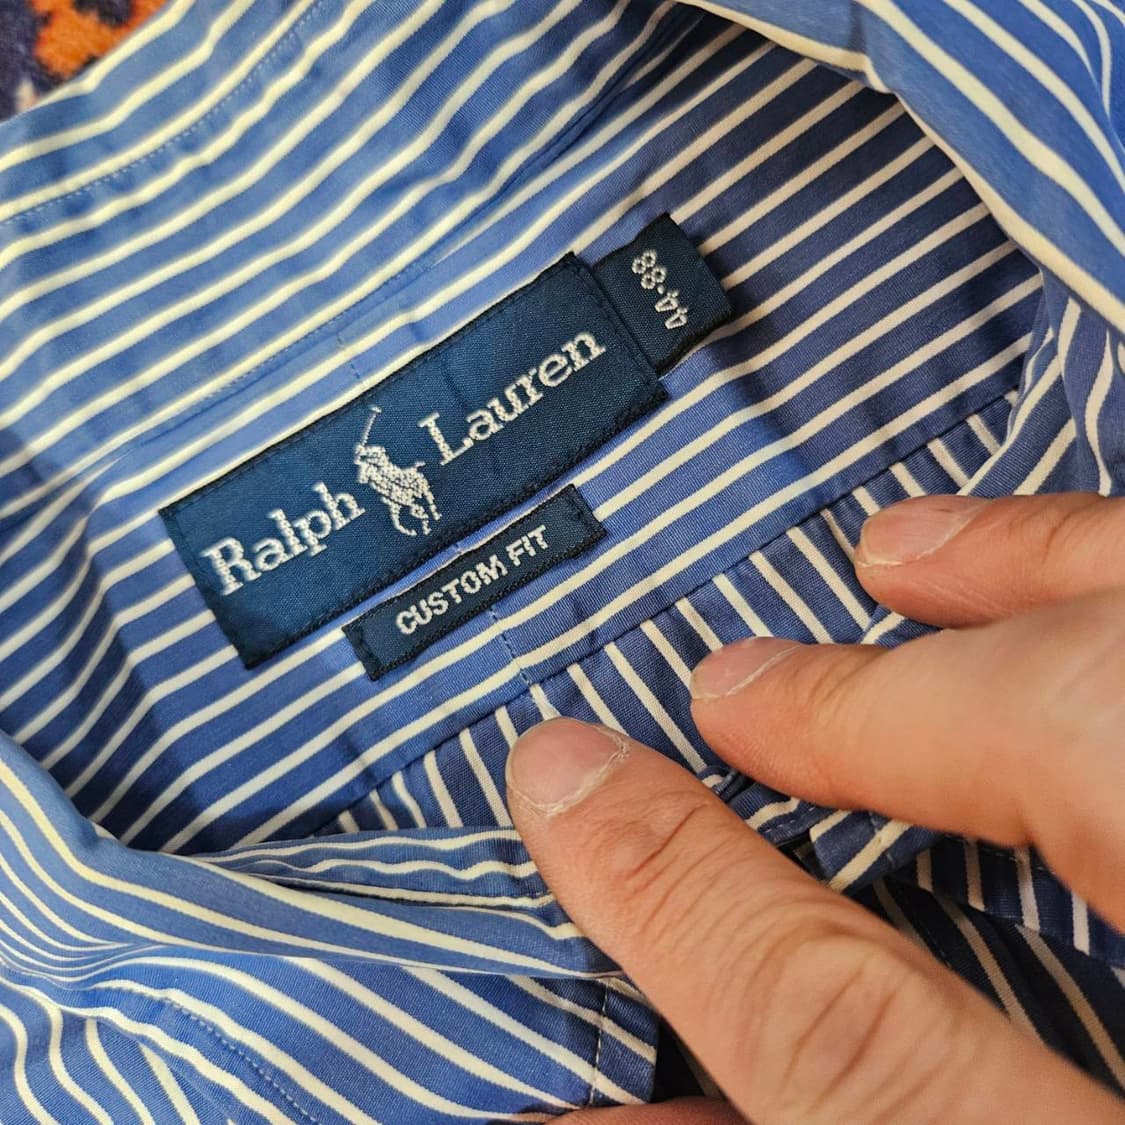 Ralph Lauren
44-88
CUSTOM FIT